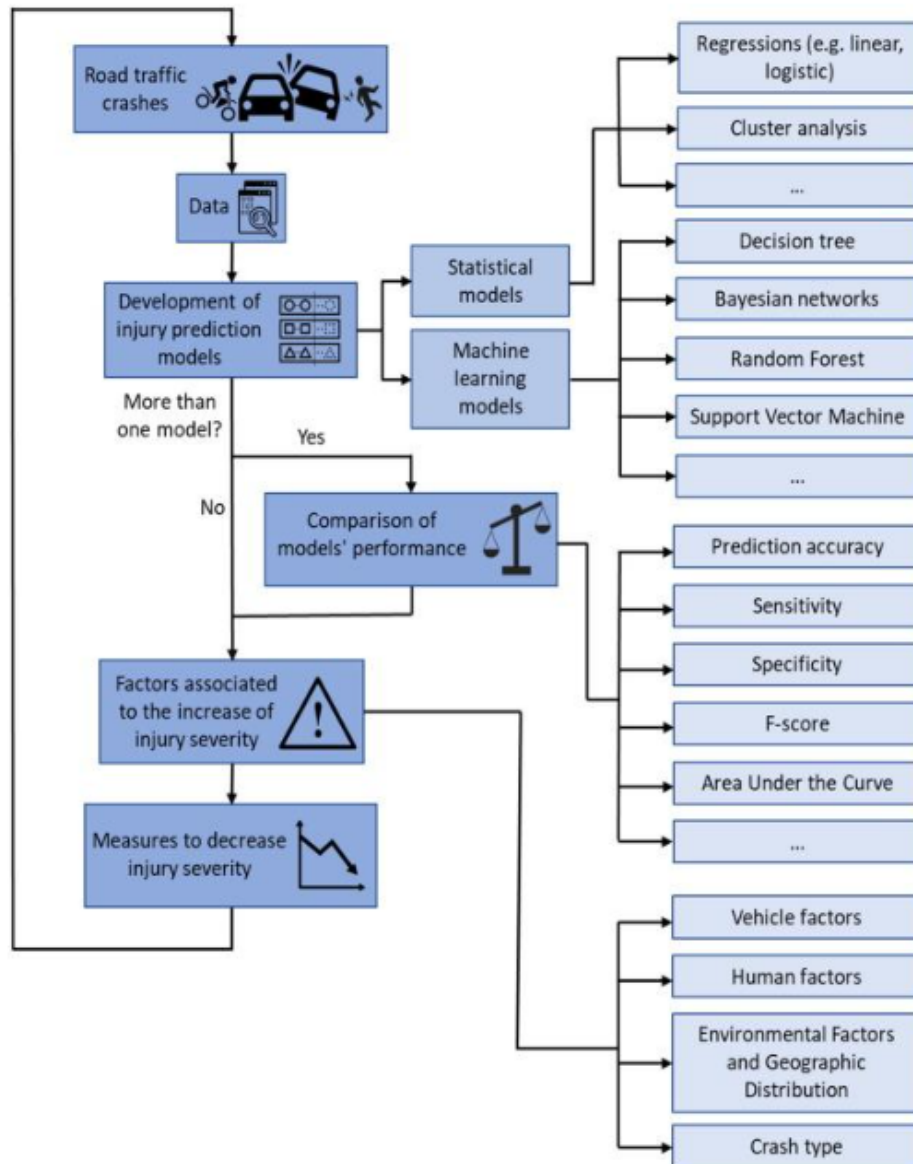 Road traffic
crashes
Data
Development of
injury prediction
models
More than
one model?
Yes
No
Comparison of
models' performance
Factors associated
to the increase of
injury severity
Measures to decrease
injury severity
Statistical
models
Machine
learning
models
Regressions (e.g. linear,
logistic)
Cluster analysis
...
Decision tree
Bayesian networks
Random Forest
Support Vector Machine
...
Prediction accuracy
Sensitivity
Specificity
F-score
Area Under the Curve
...
Vehicle factors
Human factors
Environmental Factors
and Geographic
Distribution
Crash type